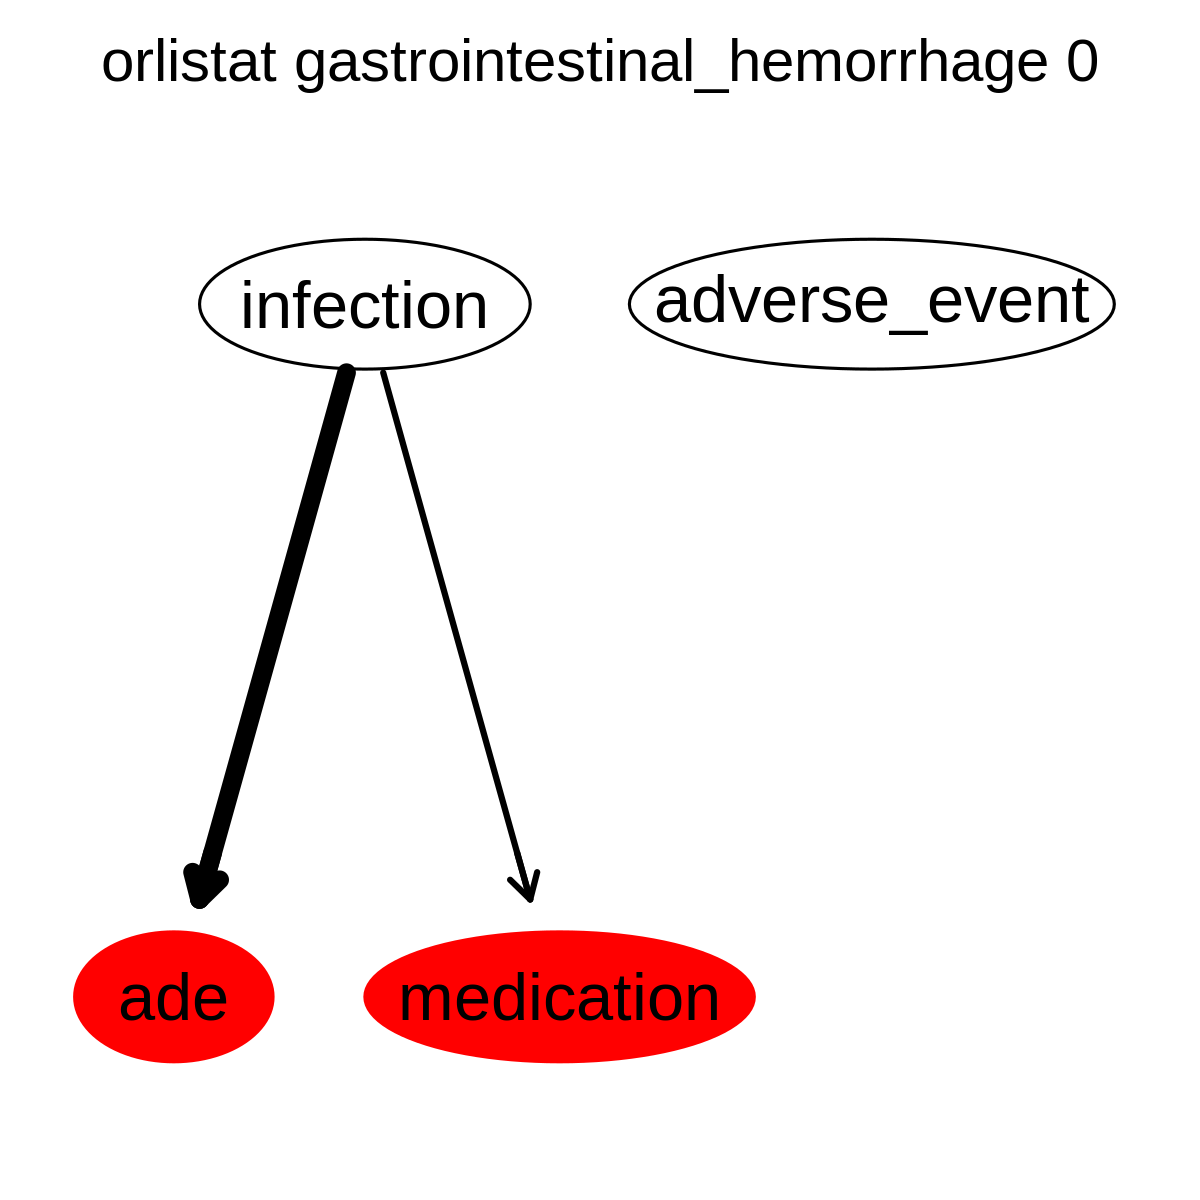 orlistat gastrointestinal_hemorrhage 0
infection
adverse_event
ade
medication